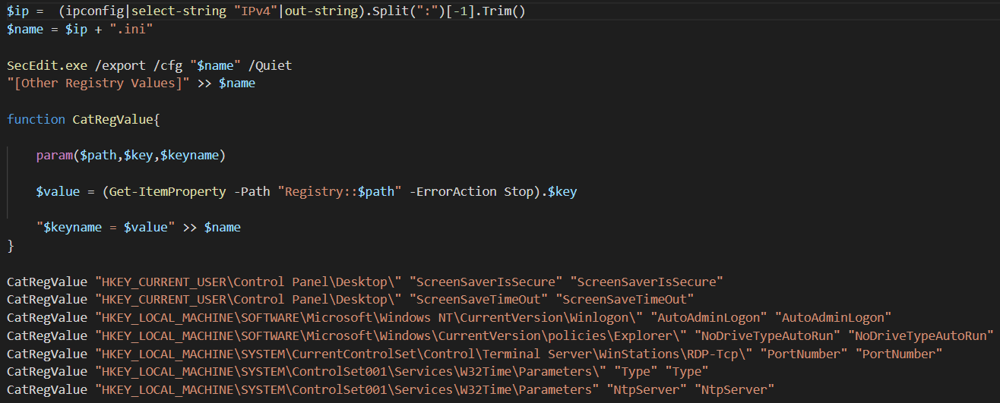 $ip =  (ipconfig|select-string "IPv4"|out-string).Split(":")[-1].Trim()
$name = $ip + ".ini"
SecEdit.exe /export /cfg "$name" /Quiet
"[Other Registry Values]" >> $name
function CatRegValue{
param($path,$key,$keyname)
$value = (Get-ItemProperty -Path "Registry::$path" -ErrorAction Stop).$key
"$keyname = $value" >> $name
}
CatRegValue "HKEY_CURRENT_USER\Control Panel\Desktop\" "ScreenSaverIsSecure" "ScreenSaverIsSecure"
CatRegValue "HKEY_CURRENT_USER\Control Panel\Desktop\" "ScreenSaveTimeOut" "ScreenSaveTimeOut"
CatRegValue "HKEY_LOCAL_MACHINE\SOFTWARE\Microsoft\Windows NT\CurrentVersion\Winlogon\" "AutoAdminLogon" "AutoAdminLogon"
CatRegValue "HKEY_LOCAL_MACHINE\SOFTWARE\Microsoft\Windows\CurrentVersion\policies\Explorer\" "NoDriveTypeAutoRun" "NoDriveTypeAutoRun"
CatRegValue "HKEY_LOCAL_MACHINE\SYSTEM\CurrentControlSet\Control\Terminal Server\WinStations\RDP-Tcp\" "PortNumber" "PortNumber"
CatRegValue "HKEY_LOCAL_MACHINE\SYSTEM\ControlSet001\Services\W32Time\Parameters\" "Type" "Type"
CatRegValue "HKEY_LOCAL_MACHINE\SYSTEM\ControlSet001\Services\W32Time\Parameters" "NtpServer" "NtpServer"